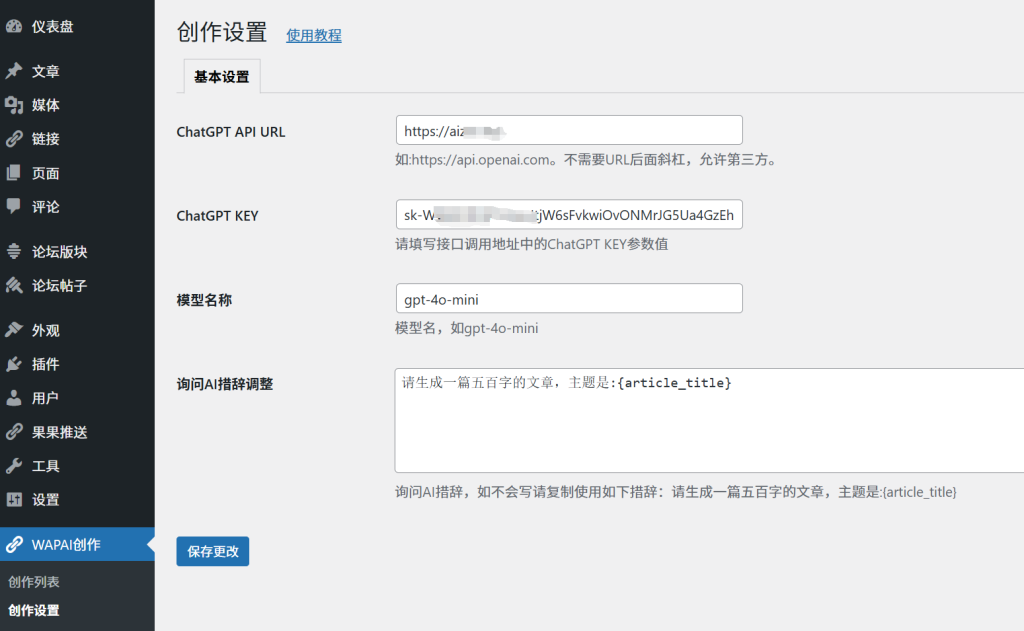 仪表盘
文章
媒体
链接
页面
评论
论坛版块
论坛帖子
外观
插件
用户
果果推送
工具
设置
WAPAI创作
创作列表
创作设置
创作设置 使用教程
基本设置
ChatGPT API URL
https://aiz
如:https://api.openai.com。不需要URL后面斜杠，允许第三方。
ChatGPT KEY
请填写接口调用地址中的ChatGPT KEY参数值
模型名称
gpt-4o-mini
模型名，如gpt-4o-mini
询问AI措辞调整
请生成一篇五百字的文章，主题是:{article_title}
询问AI措辞，如不会写请复制使用如下措辞：请生成一篇五百字的文章，主题是:{article_title}
保存更改